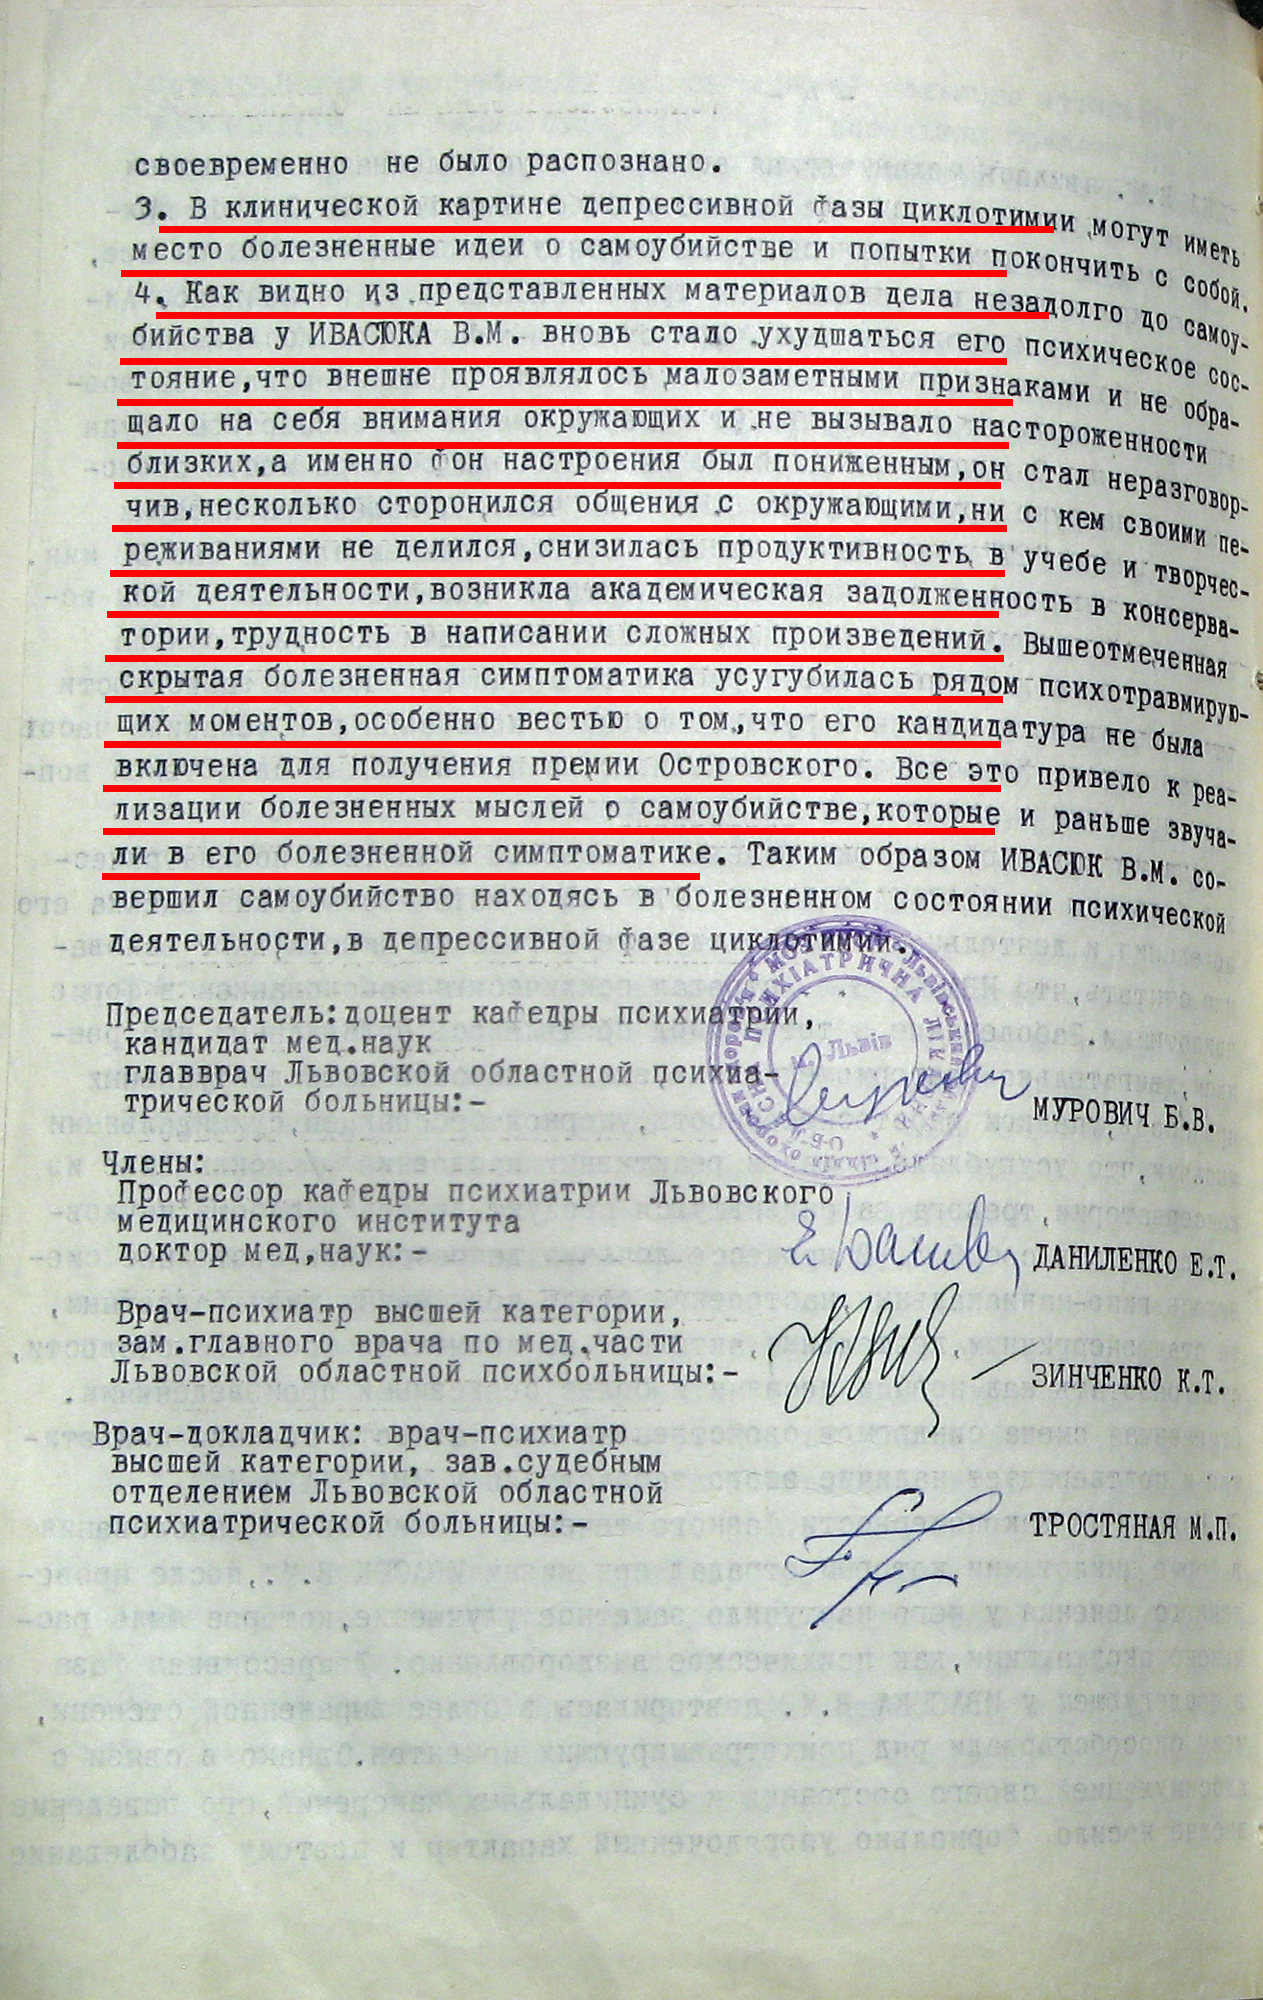 своевременно не было распознано.
3. В клинической картине депрессивной фазы циклотимии могут иметь
место болезненные идеи о самоубийстве и попытки покончить с собой.
4. Как видно из представленных материалов дела незадолго до самоу-
бийства у ИВАСЮКА В.М. вновь стало ухудшаться его психическое сос-
тояние,что внешне проявлялось малозаметными признаками и не обра-
щало на себя внимания окружающих и не вызывало настороженности
близких,а именно фон настроения был пониженным,он стал неразговор-
чив,несколько сторонился общения с окружающими,ни с кем своими пе-
реживаниями не делился,снизилась продуктивность в учебе и творчес-
кой деятельности,возникла академическая задолженность в консерва-
тории,трудность в написании сложных произведений. Вышеотмеченная
скрытая болезненная симптоматика усугубилась рядом психотравмирую-
щих моментов,особенно вестью о том,что его кандидатура не была
включена для получения премии Островского. Все это привело к реа-
лизации болезненных мыслей о самоубийстве,которые и раньше звуча-
ли в его болезненной симптоматике. Таким образом ИВАСЮК В.М. со-
вершил самоубийство находясь в болезненном состоянии психической
деятельности,в депрессивной фазе циклотимии.
Председатель:доцент кафедры психиатрии,
кандидат мед.наук
главврач Львовской областной психиа-
трической больницы:-
МУРОВИЧ Б.В.
ПСИХІАТРИЧНА ЛІКАРНЯ
м. Львів
Члены:
Профессор кафедры психиатрии Львовского
медицинского института
доктор мед,наук:-
ДАНИЛЕНКО Е.Т.
Врач-психиатр высшей категории,
зам.главного врача по мед.части
Львовской областной психбольницы:-
ЗИНЧЕНКО К.Т.
Врач-докладчик: врач-психиатр
высшей категории, зав.судебным
отделением Львовской областной
психиатрической больницы:-
ТРОСТЯНАЯ М.П.